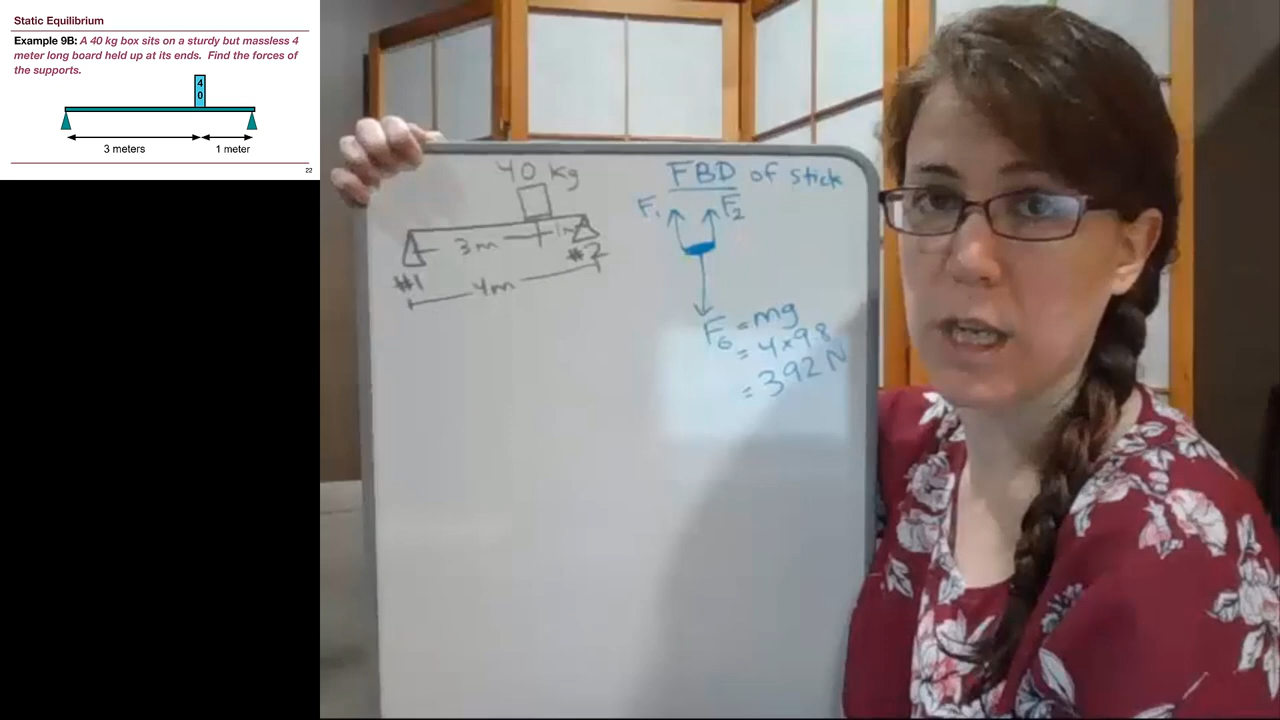 Static Equilibrium
Example 9B: A 40 kg box sits on a sturdy but massless 4
meter long board held up at its ends. Find the forces of
the supports.
4
0
3 meters
1 meter
22
40 kg
3m
1m
#1
#2
4m
FBD of stick
F1
F2
FG = mg
= 4×9.8
= 392 N